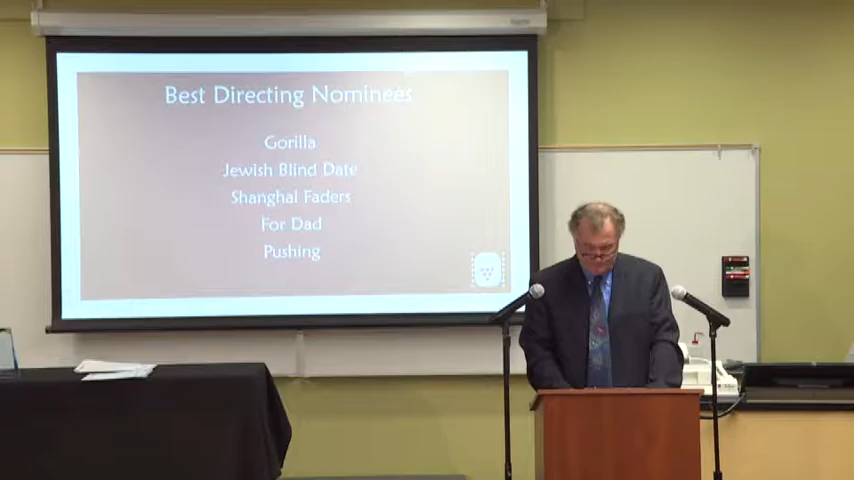 Best Directing Nominees
Gorilla
Jewish Blind Date
Shanghai Faders
For Dad
Pushing